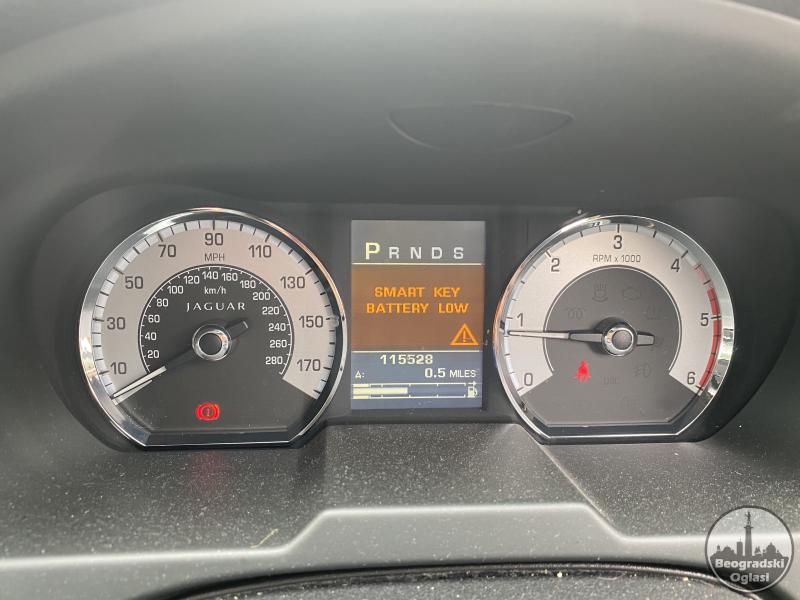 90
70
110
50
MPH
130
30
150
10
170
120 140 160 180
100
200
80
220
60
240
40
260
20
280
km/h
JAGUAR
P R N D S
SMART KEY
BATTERY LOW
115528
Δ: 0.5 MILES
3
2
4
RPM x 1000
1
5
0
6
DSC
Beogradski
Oglasi